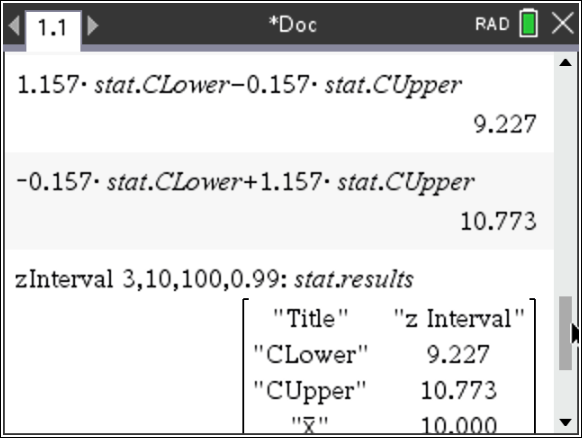 1.1 *Doc RAD
1.157· stat.CLower−0.157· stat.CUpper
9.227
-0.157· stat.CLower+1.157· stat.CUpper
10.773
zInterval 3,10,100,0.99: stat.results
"Title" "z Interval"
"CLower" 9.227
"CUpper" 10.773
"x̄" 10.000